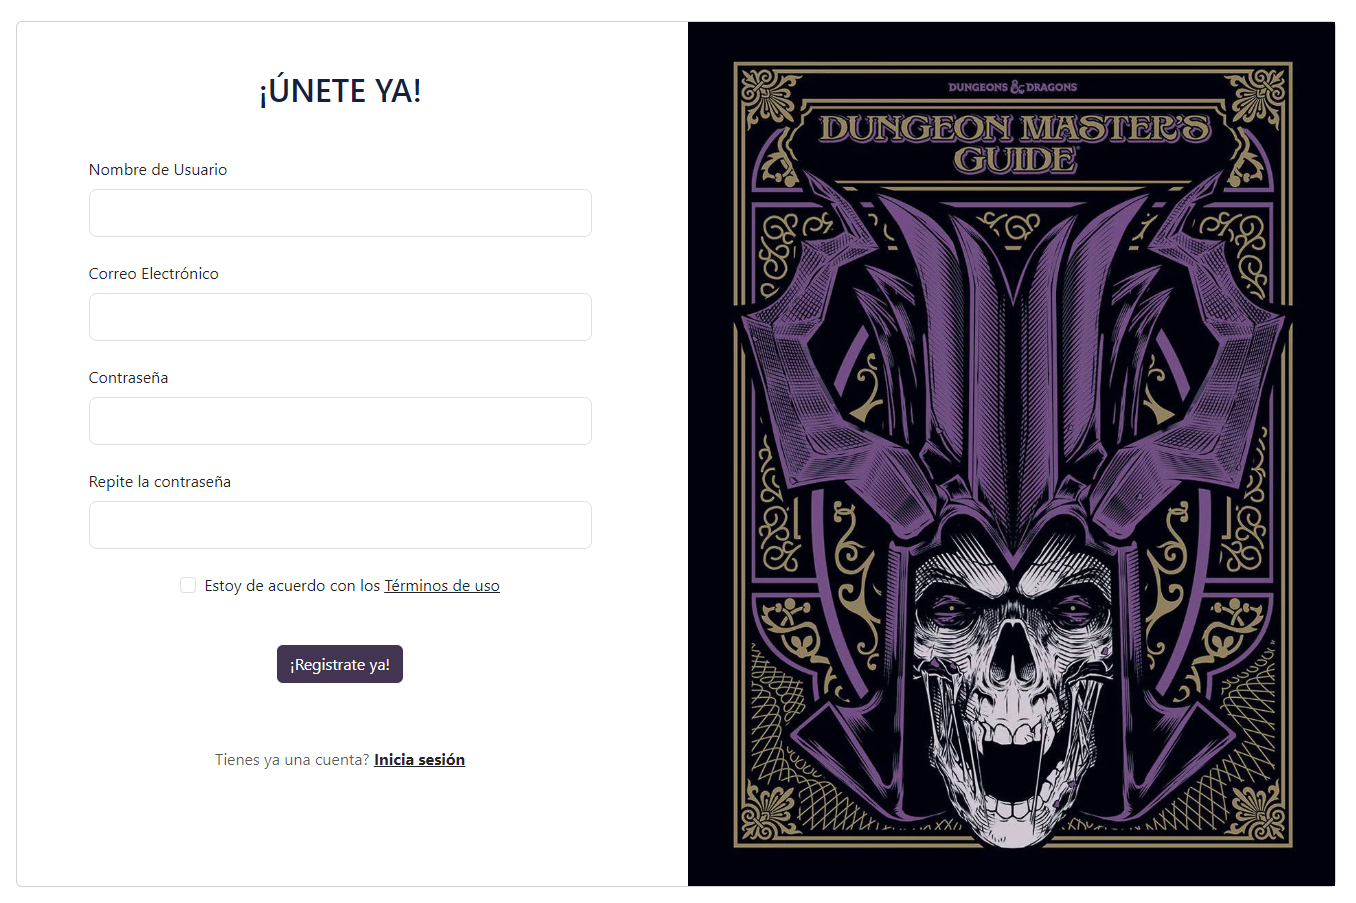 ¡ÚNETE YA!
Nombre de Usuario
Correo Electrónico
Contraseña
Repite la contraseña
Estoy de acuerdo con los Términos de uso
¡Registrate ya!
Tienes ya una cuenta? Inicia sesión
DUNGEONS & DRAGONS
DUNGEON MASTER'S
GUIDE